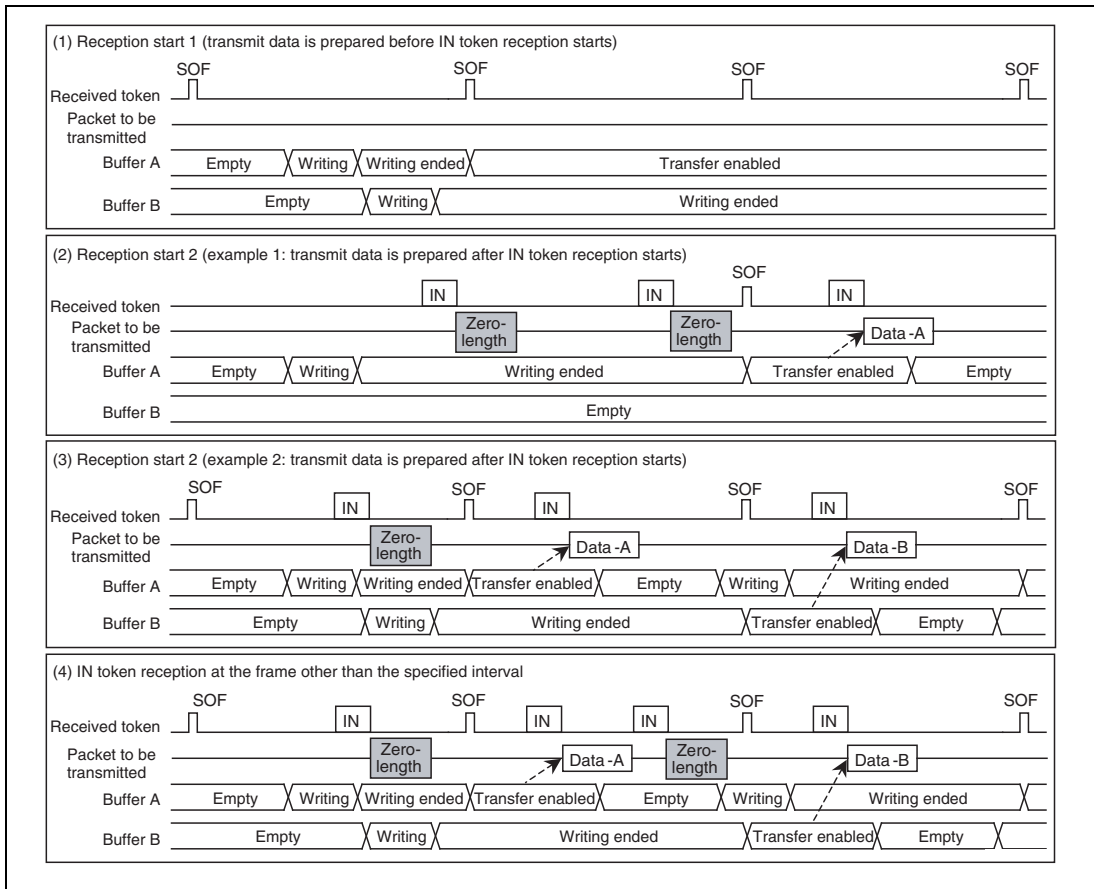 (1) Reception start 1 (transmit data is prepared before IN token reception starts)
SOF SOF SOF SOF
Received token
Packet to be
transmitted
Buffer A Empty Writing Writing ended Transfer enabled
Buffer B Empty Writing Writing ended
(2) Reception start 2 (example 1: transmit data is prepared after IN token reception starts)
SOF
IN IN IN
Received token
Packet to be
transmitted
Zero-
length
Zero-
length
Data-A
Buffer A Empty Writing Writing ended Transfer enabled Empty
Buffer B Empty
(3) Reception start 2 (example 2: transmit data is prepared after IN token reception starts)
SOF SOF SOF SOF
IN IN IN
Received token
Packet to be
transmitted
Zero-
length
Data-A Data-B
Buffer A Empty Writing Writing ended Transfer enabled Empty Writing Writing ended
Buffer B Empty Writing Writing ended Transfer enabled Empty
(4) IN token reception at the frame other than the specified interval
SOF SOF SOF SOF
Received token IN IN IN IN
Packet to be
transmitted
Zero-
length
Data-A
Zero-
length
Data-B
Buffer A Empty Writing Writing ended Transfer enabled Empty Writing Writing ended
Buffer B Empty Writing Writing ended Transfer enabled Empty